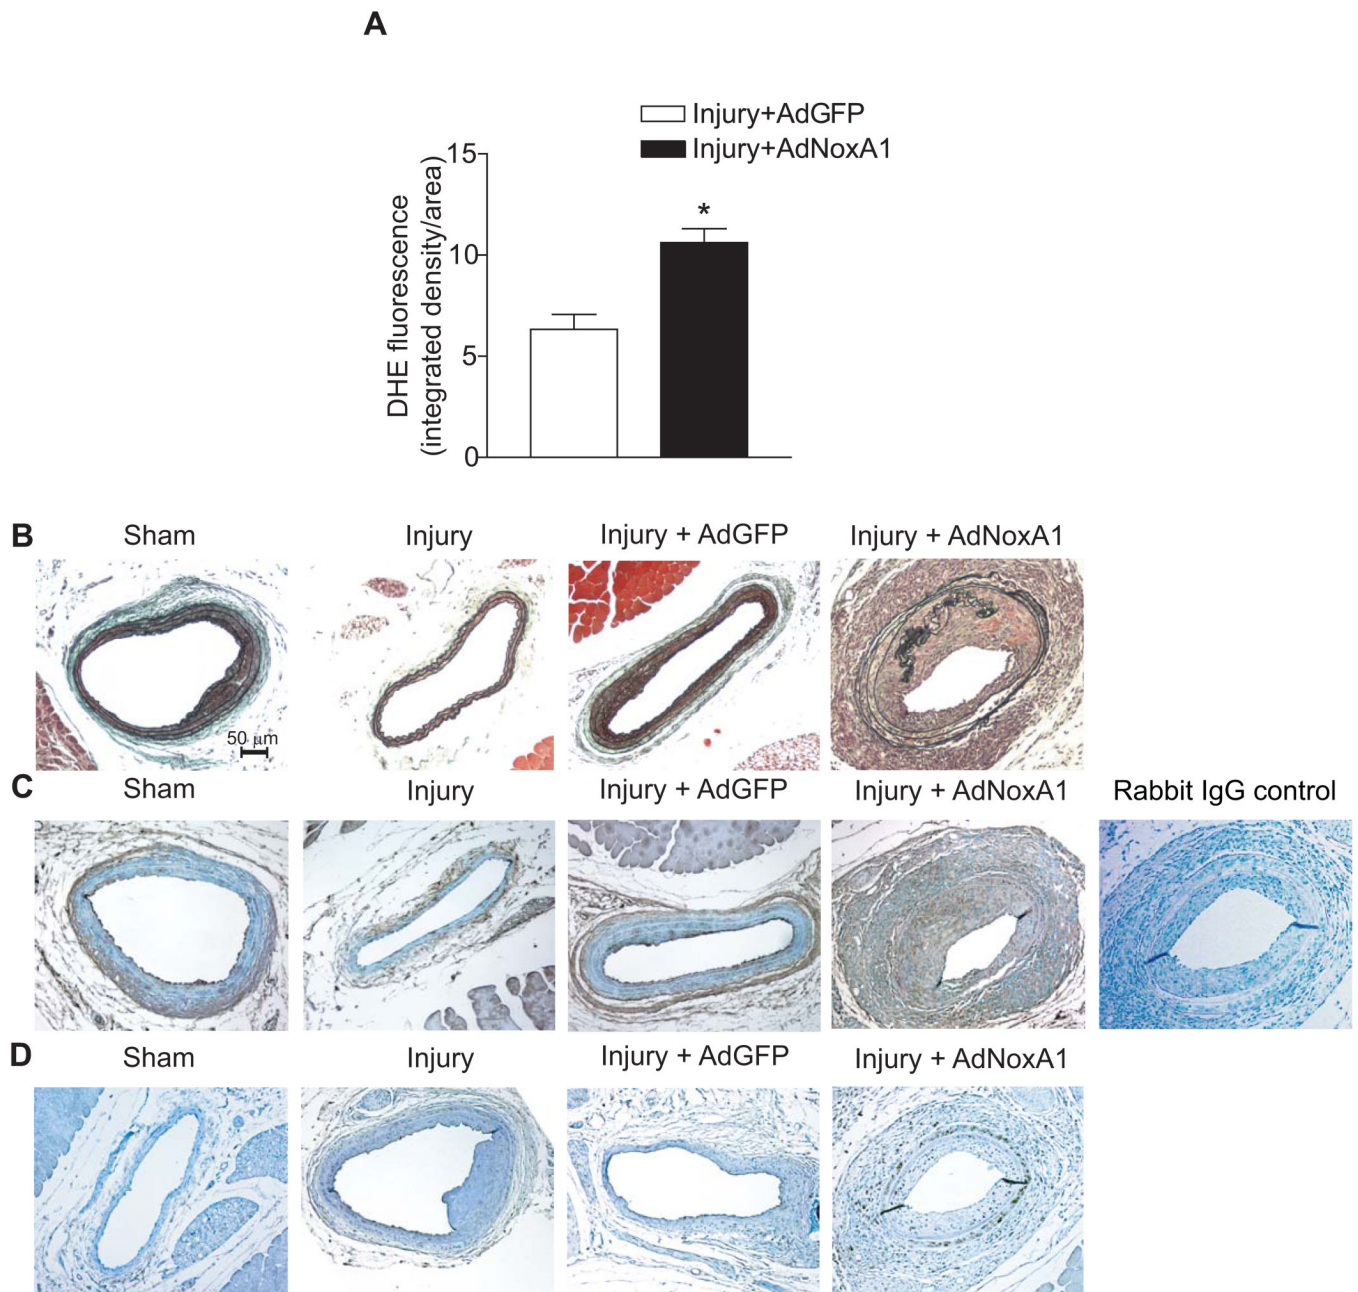 A
Injury+AdGFP
Injury+AdNoxA1
15
10
5
0
DHE fluorescence
(integrated density/area)
*
B
Sham
Injury
Injury + AdGFP
Injury + AdNoxA1
50 μm
C
Sham
Injury
Injury + AdGFP
Injury + AdNoxA1
Rabbit IgG control
D
Sham
Injury
Injury + AdGFP
Injury + AdNoxA1